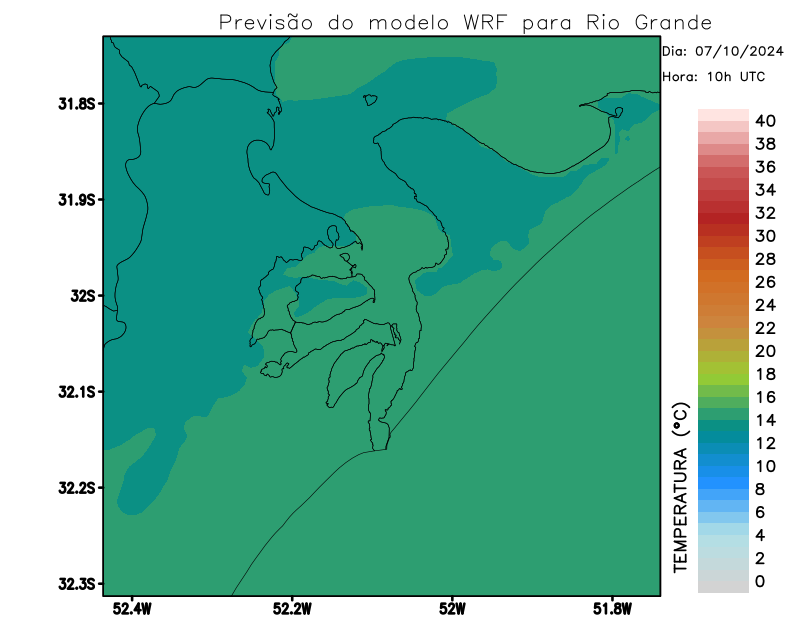 Previsão do modelo WRF para Rio Grande
Dia: 07/10/2024
Hora: 10h UTC
31.8S
31.9S
32S
32.1S
32.2S
32.3S
52.4W
52.2W
52W
51.8W
TEMPERATURA (°C)
40
38
36
34
32
30
28
26
24
22
20
18
16
14
12
10
8
6
4
2
0